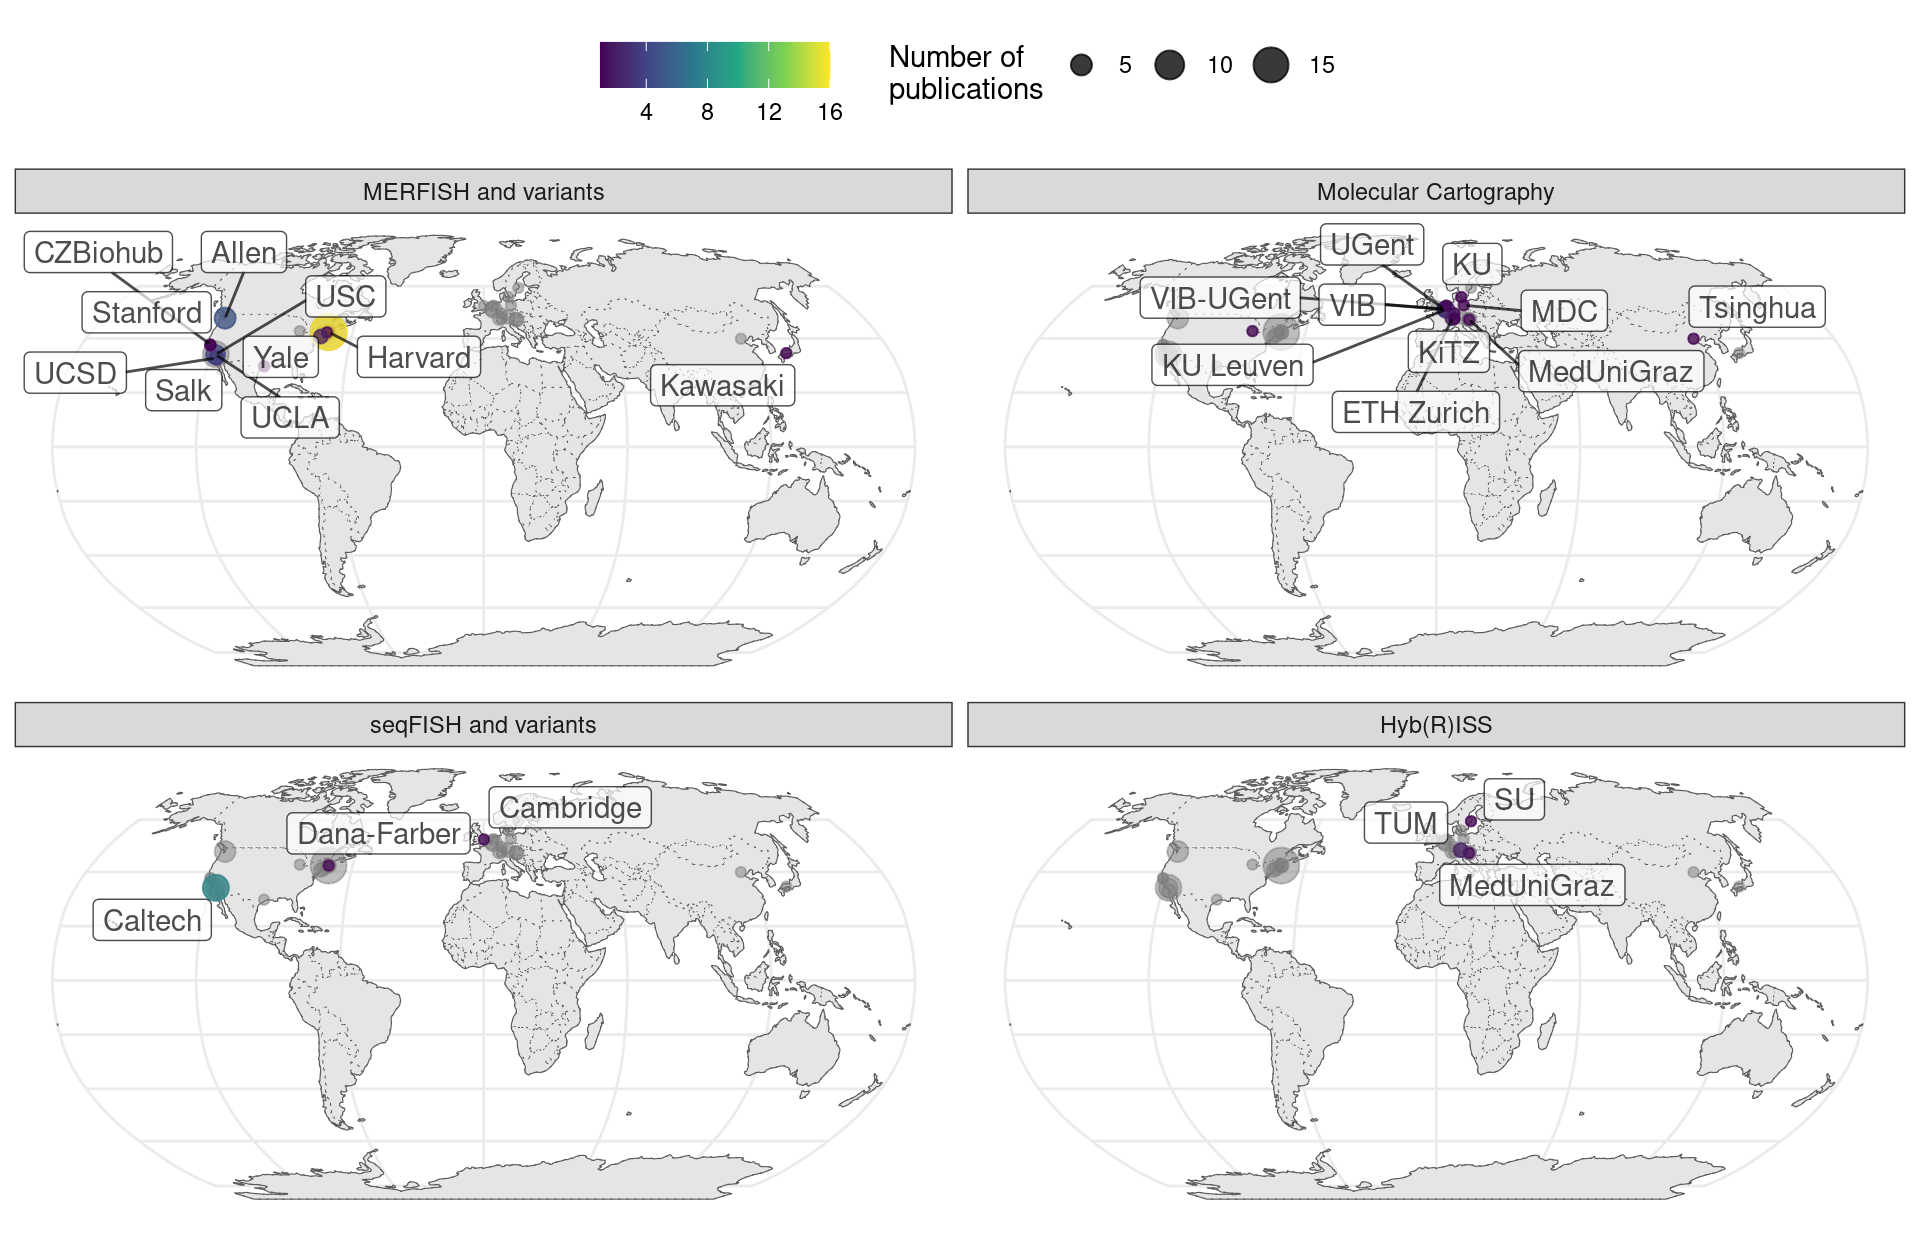 Number of
publications
5
10
15
4
8
12
16
MERFISH and variants
Molecular Cartography
CZBiohub
Allen
Stanford
USC
UCSD
Yale
Harvard
Salk
UCLA
Kawasaki
UGent
KU
VIB-UGent
VIB
MDC
Tsinghua
KU Leuven
KiTZ
MedUniGraz
ETH Zurich
seqFISH and variants
Hyb(R)ISS
Cambridge
Dana-Farber
Caltech
SU
TUM
MedUniGraz